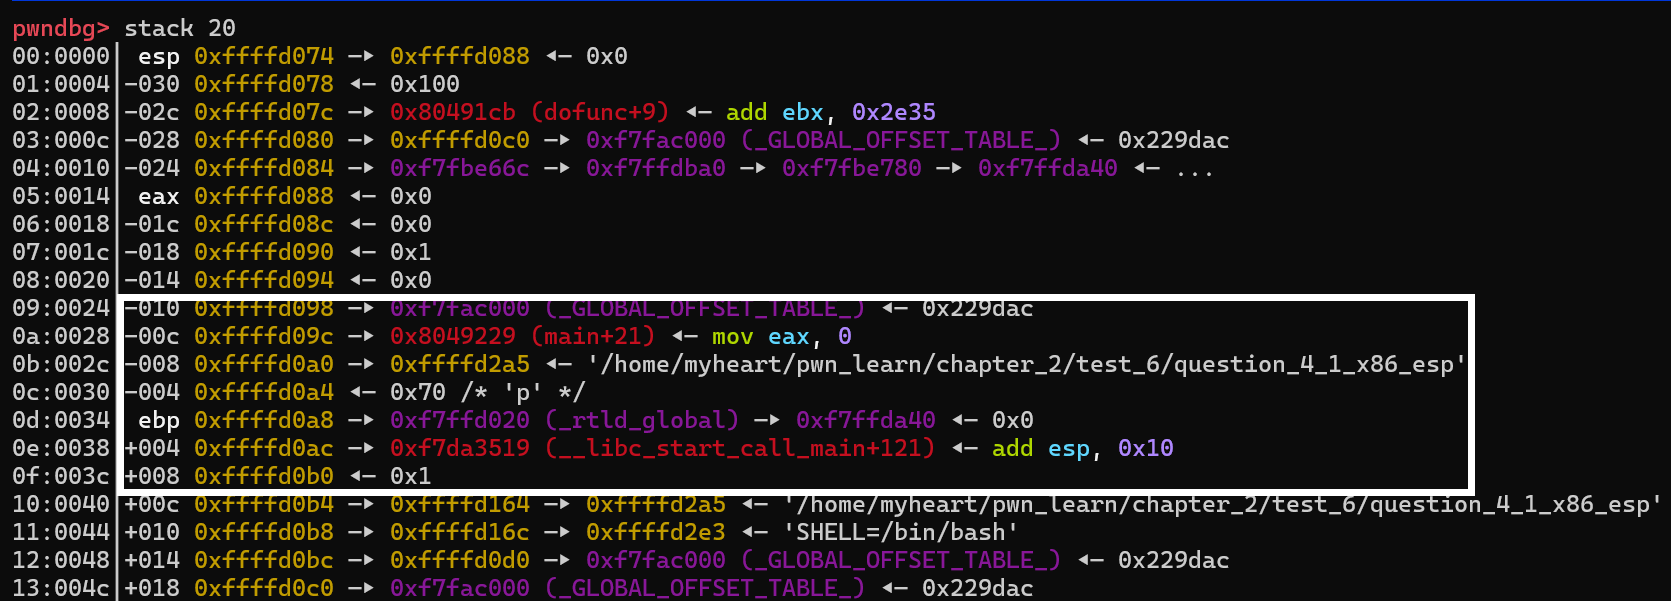 pwndbg> stack 20
00:0000│ esp 0xffffd074 —▸ 0xffffd088 ◂— 0x0
01:0004│-030 0xffffd078 ◂— 0x100
02:0008│-02c 0xffffd07c —▸ 0x80491cb (dofunc+9) ◂— add ebx, 0x2e35
03:000c│-028 0xffffd080 —▸ 0xffffd0c0 —▸ 0xf7fac000 (_GLOBAL_OFFSET_TABLE_) ◂— 0x229dac
04:0010│-024 0xffffd084 —▸ 0xf7fbe66c —▸ 0xf7ffdba0 —▸ 0xf7fbe780 —▸ 0xf7ffda40 ◂— ...
05:0014│ eax 0xffffd088 ◂— 0x0
06:0018│-01c 0xffffd08c ◂— 0x0
07:001c│-018 0xffffd090 ◂— 0x1
08:0020│-014 0xffffd094 ◂— 0x0
09:0024│-010 0xffffd098 —▸ 0xf7fac000 (_GLOBAL_OFFSET_TABLE_) ◂— 0x229dac
0a:0028│-00c 0xffffd09c —▸ 0x8049229 (main+21) ◂— mov eax, 0
0b:002c│-008 0xffffd0a0 —▸ 0xffffd2a5 ◂— '/home/myheart/pwn_learn/chapter_2/test_6/question_4_1_x86_esp'
0c:0030│-004 0xffffd0a4 ◂— 0x70 /* 'p' */
0d:0034│ ebp 0xffffd0a8 —▸ 0xf7ffd020 (_rtld_global) —▸ 0xf7ffda40 ◂— 0x0
0e:0038│+004 0xffffd0ac —▸ 0xf7da3519 (__libc_start_call_main+121) ◂— add esp, 0x10
0f:003c│+008 0xffffd0b0 ◂— 0x1
10:0040│+00c 0xffffd0b4 —▸ 0xffffd164 —▸ 0xffffd2a5 ◂— '/home/myheart/pwn_learn/chapter_2/test_6/question_4_1_x86_esp'
11:0044│+010 0xffffd0b8 —▸ 0xffffd16c —▸ 0xffffd2e3 ◂— 'SHELL=/bin/bash'
12:0048│+014 0xffffd0bc —▸ 0xffffd0d0 —▸ 0xf7fac000 (_GLOBAL_OFFSET_TABLE_) ◂— 0x229dac
13:004c│+018 0xffffd0c0 —▸ 0xf7fac000 (_GLOBAL_OFFSET_TABLE_) ◂— 0x229dac